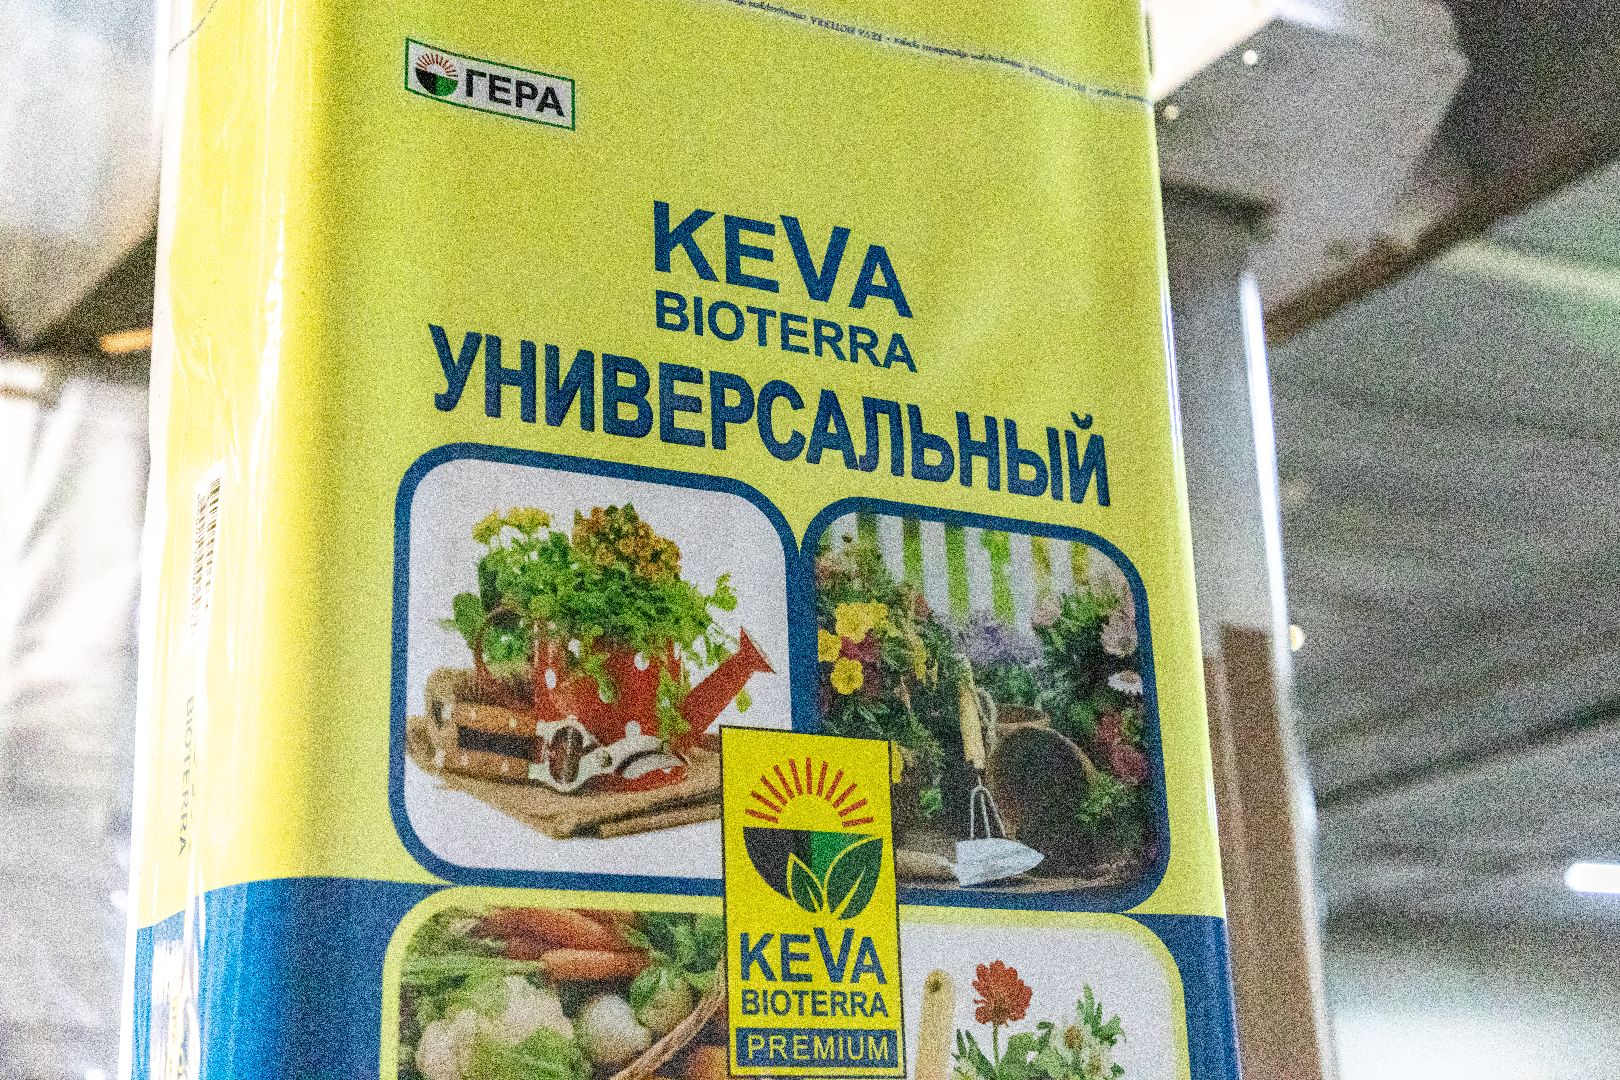 ГЕРА
KEVA
BIOTERRA
УНИВЕРСАЛЬНЫЙ
BIOTERRA
KEVA
BIOTERRA
PREMIUM